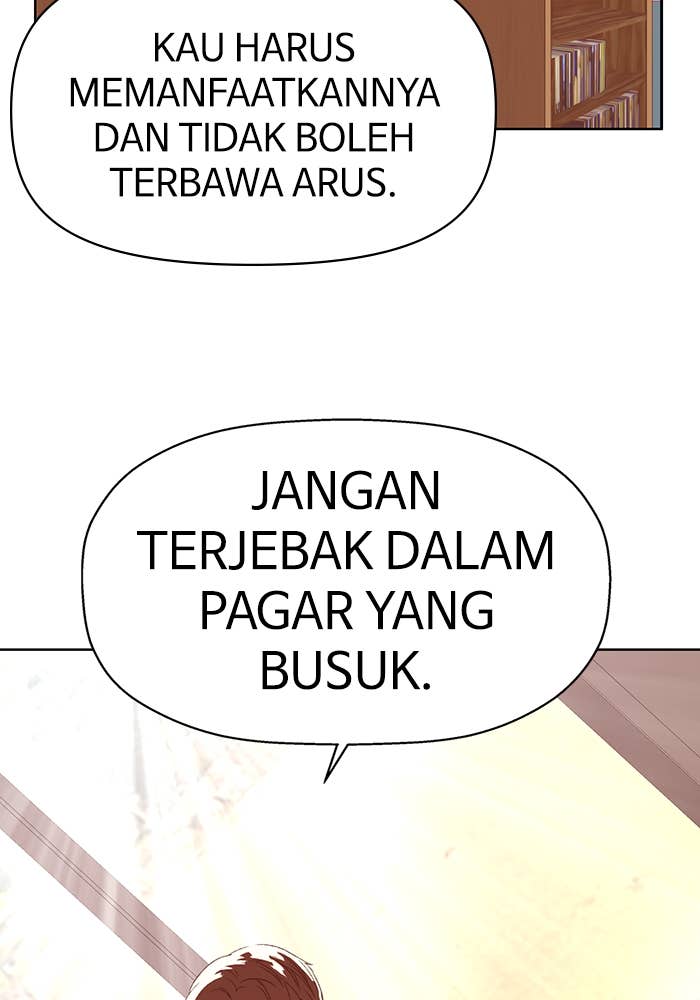 KAU HARUS
MEMANFAATKANNYA
DAN TIDAK BOLEH
TERBAWA ARUS.
JANGAN
TERJEBAK DALAM
PAGAR YANG
BUSUK.